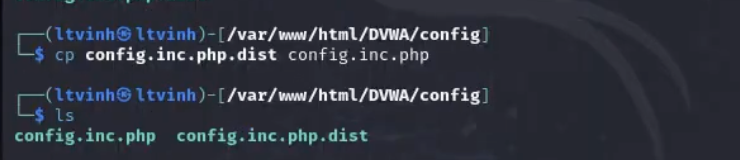 ┌──(ltvinh㉿ltvinh)-[/var/www/html/DVWA/config]
└─$ cp config.inc.php.dist config.inc.php
┌──(ltvinh㉿ltvinh)-[/var/www/html/DVWA/config]
└─$ ls
config.inc.php  config.inc.php.dist